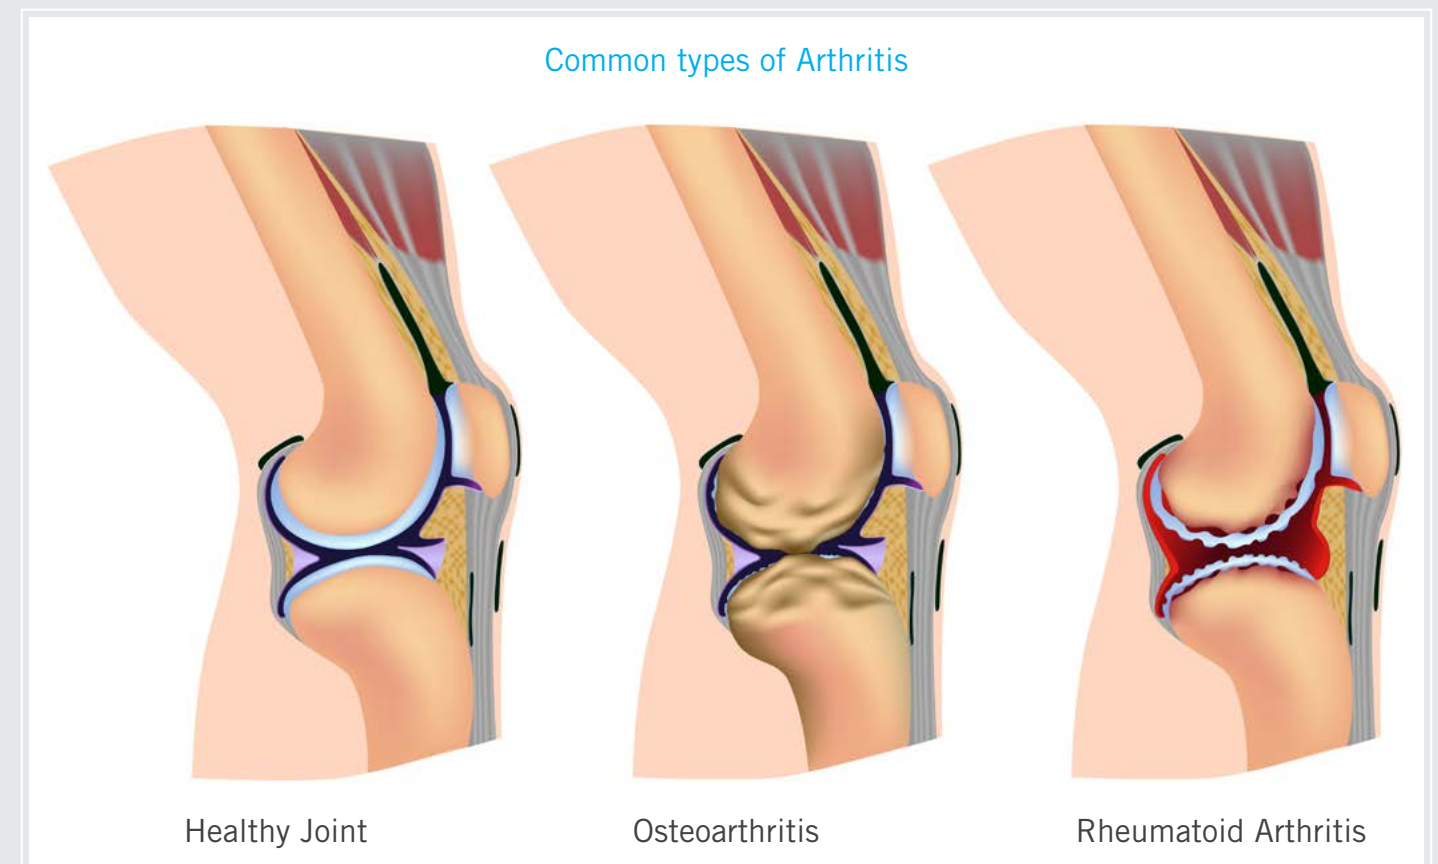 Common types of Arthritis
Healthy Joint
Osteoarthritis
Rheumatoid Arthritis